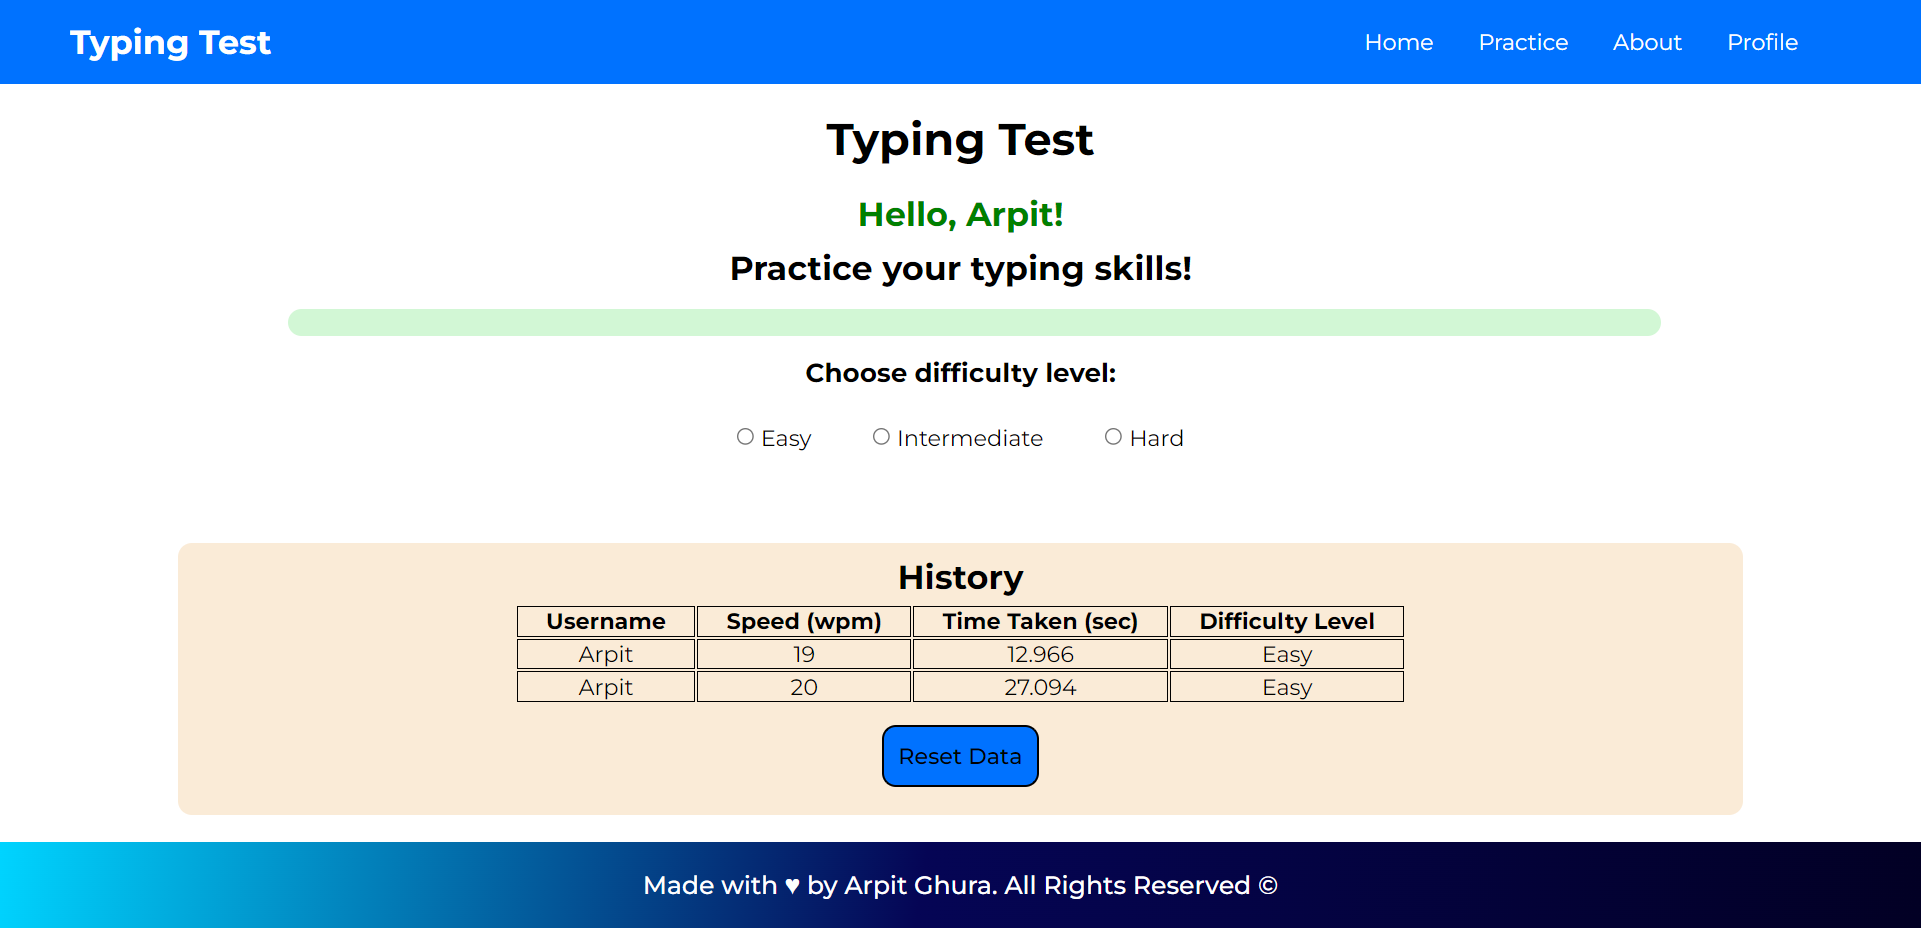 Typing Test Home Practice About Profile
Typing Test
Hello, Arpit!
Practice your typing skills!
Choose difficulty level:
Easy Intermediate Hard
History
Username Speed (wpm) Time Taken (sec) Difficulty Level
Arpit 19 12.966 Easy
Arpit 20 27.094 Easy
Reset Data
Made with ♥ by Arpit Ghura. All Rights Reserved ©